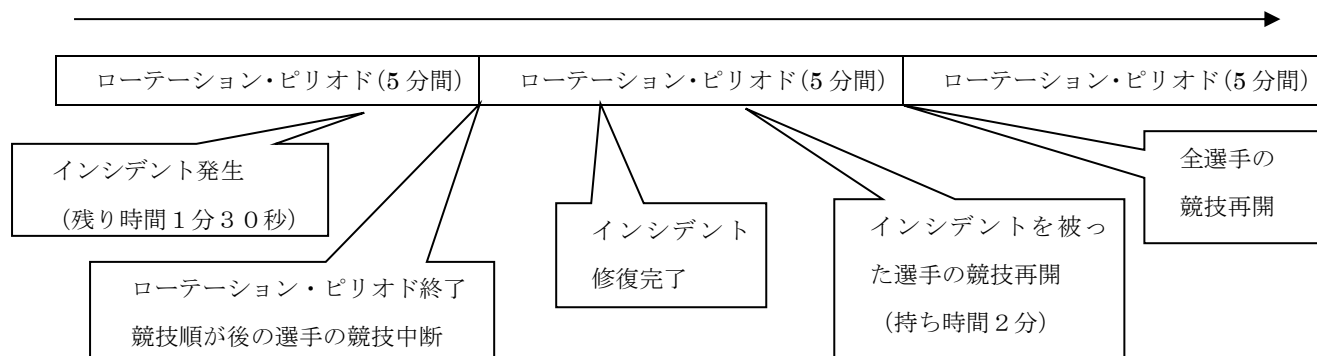 ローテーション・ピリオド(5分間)
ローテーション・ピリオド(5分間)
ローテーション・ピリオド(5分間)
インシデント発生
(残り時間1分30秒)
ローテーション・ピリオド終了
競技順が後の選手の競技中断
インシデント
修復完了
インシデントを被っ
た選手の競技再開
(持ち時間2分)
全選手の
競技再開